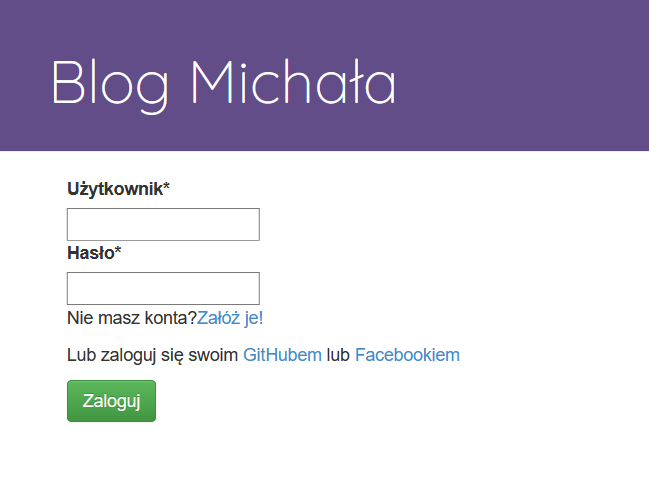 Blog Michała
Użytkownik*
Hasło*
Nie masz konta?Załóż je!
Lub zaloguj się swoim GitHubem lub Facebookiem
Zaloguj